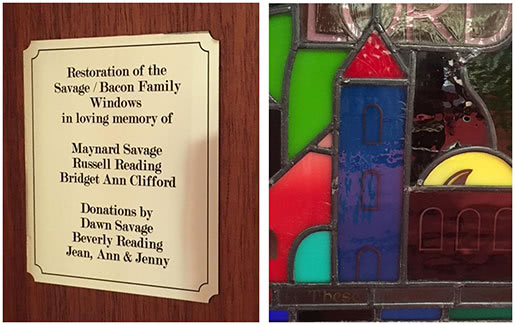 Restoration of the
Savage / Bacon Family
Windows
in loving memory of
Maynard Savage
Russell Reading
Bridget Ann Clifford
Donations by
Dawn Savage
Beverly Reading
Jean, Ann & Jenny
These